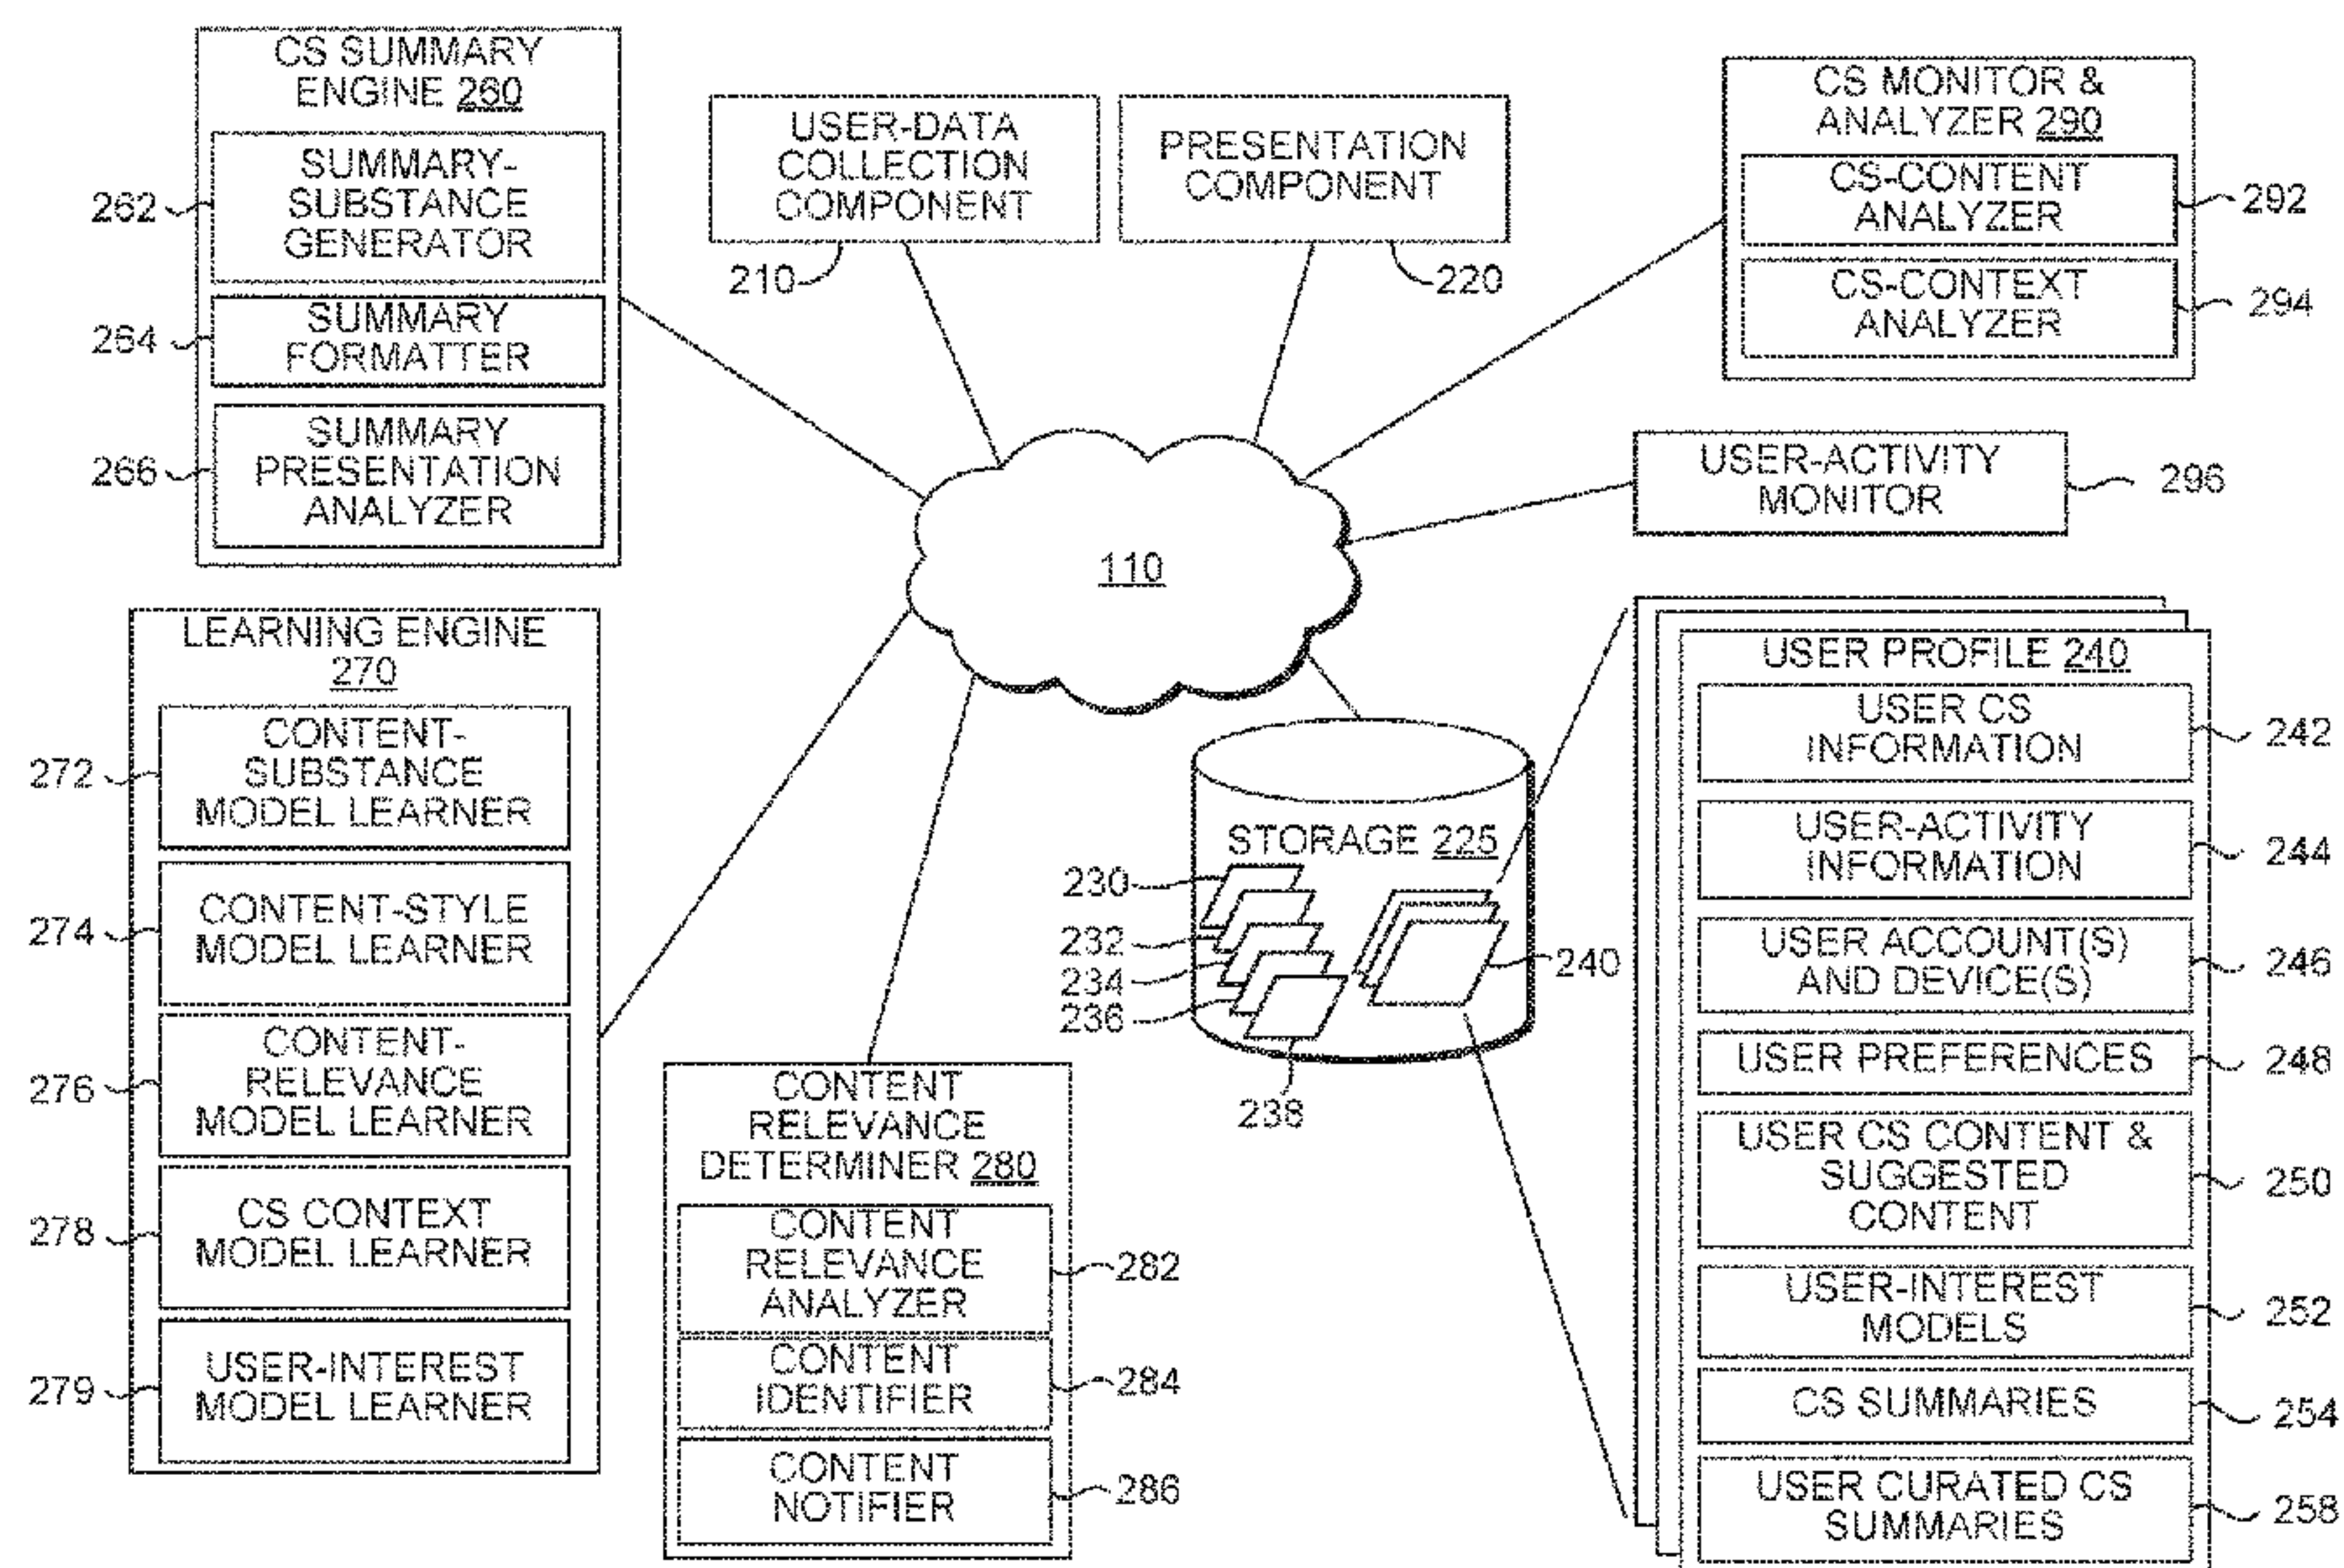 CS SUMMARY
ENGINE 260
SUMMARY-
SUBSTANCE
GENERATOR
262
SUMMARY
FORMATTER
264
SUMMARY
PRESENTATION
ANALYZER
266
USER-DATA
COLLECTION
COMPONENT
210
PRESENTATION
COMPONENT
220
CS MONITOR &
ANALYZER 290
CS-CONTENT
ANALYZER
292
CS-CONTEXT
ANALYZER
294
USER-ACTIVITY
MONITOR
296
110
LEARNING ENGINE
270
CONTENT-
SUBSTANCE
MODEL LEARNER
272
CONTENT-STYLE
MODEL LEARNER
274
CONTENT-
RELEVANCE
MODEL LEARNER
276
CS CONTEXT
MODEL LEARNER
278
USER-INTEREST
MODEL LEARNER
279
CONTENT
RELEVANCE
DETERMINER 280
CONTENT
RELEVANCE
ANALYZER
282
CONTENT
IDENTIFIER
284
CONTENT
NOTIFIER
286
STORAGE 225
230
232
234
236
238
240
USER PROFILE 240
USER CS
INFORMATION
242
USER-ACTIVITY
INFORMATION
244
USER ACCOUNT(S)
AND DEVICE(S)
246
USER PREFERENCES
248
USER CS CONTENT &
SUGGESTED
CONTENT
250
USER-INTEREST
MODELS
252
CS SUMMARIES
254
USER CURATED CS
SUMMARIES
258